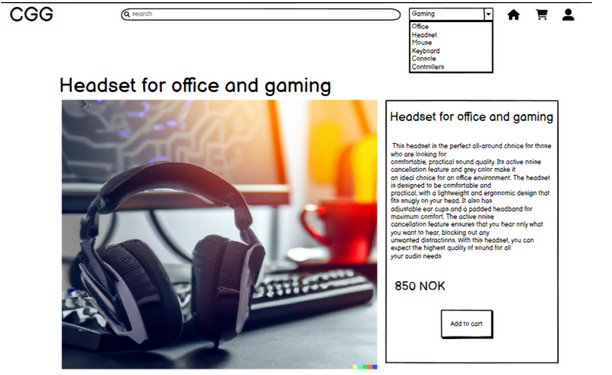 CGG
search
Gaming
Office
Headset
Mouse
Keyboard
Console
Controllers
Headset for office and gaming
Headset for office and gaming
This headset is the perfect all-around choice for those
who are looking for
comfortable, practical sound quality. Its active noise
cancellation feature and grey color make it
an ideal choice for an office environment. The headset
is designed to be comfortable and
practical, with a lightweight and ergonomic design that
fits snugly on your head. It also has
adjustable ear cups and a padded headband for
maximum comfort. The active noise
cancellation feature ensures that you hear only what
you want to hear, blocking out any
unwanted distractions. With this headset, you can
expect the highest quality of sound for all
your audio needs
850 NOK
Add to cart